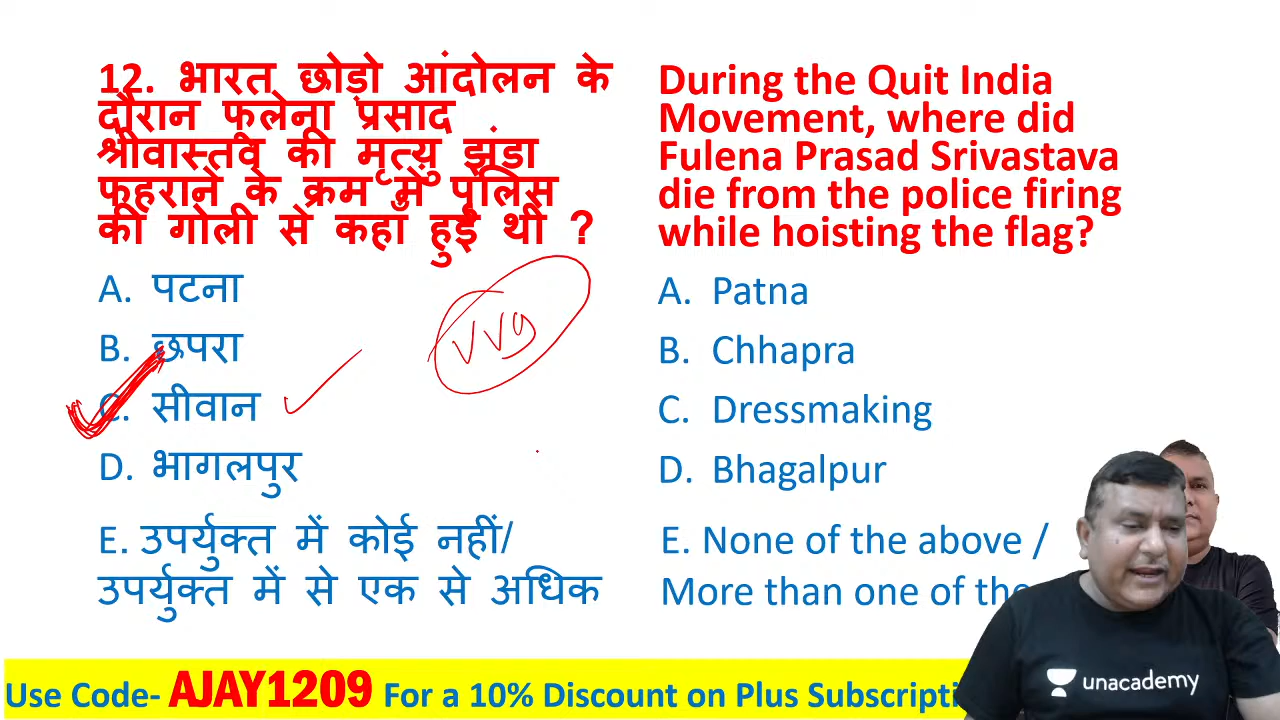 12. भारत छोड़ो आंदोलन के
दौरान फलेना प्रसाद
श्रीवास्तव की मृत्यु झंडा
फहराने के क्रम में पुलिस
की गोली से कहाँ हुई थी ?
A. पटना
B. छपरा
C. सीवान
D. भागलपुर
E. उपर्युक्त में कोई नहीं/
उपर्युक्त में से एक से अधिक
During the Quit India
Movement, where did
Fulena Prasad Srivastava
die from the police firing
while hoisting the flag?
A. Patna
B. Chhapra
C. Dressmaking
D. Bhagalpur
E. None of the above /
More than one of the
Use Code- AJAY1209 For a 10% Discount on Plus Subscripti
unacademy